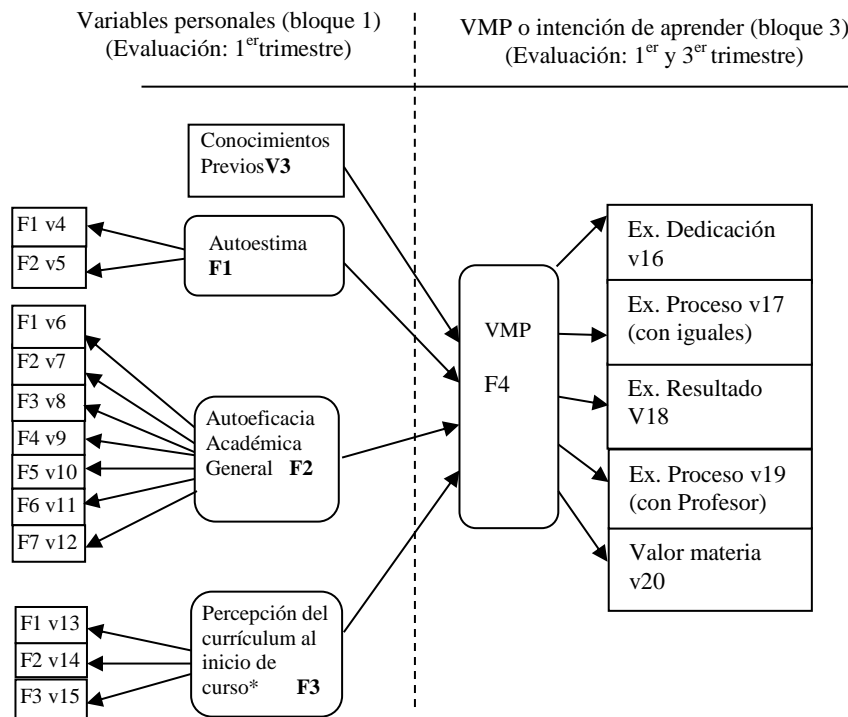 Variables personales (bloque 1)
(Evaluación: 1er trimestre)
VMP o intención de aprender (bloque 3)
(Evaluación: 1er y 3er trimestre)
Conocimientos
Previos V3
F1 v4
F2 v5
Autoestima
F1
F1 v6
F2 v7
F3 v8
F4 v9
F5 v10
F6 v11
F7 v12
Autoeficacia
Académica
General F2
F1 v13
F2 v14
F3 v15
Percepción del
currículum al
inicio de
curso* F3
VMP
F4
Ex. Dedicación
v16
Ex. Proceso v17
(con iguales)
Ex. Resultado
V18
Ex. Proceso v19
(con Profesor)
Valor materia
v20